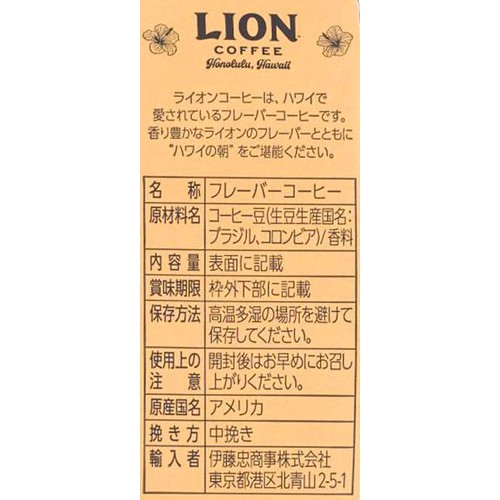 LION
COFFEE
Honolulu, Hawaii
ライオンコーヒーは、ハワイで
愛されているフレーバーコーヒーです。
香り豊かなライオンのフレーバーとともに
“ハワイの朝”をご堪能ください。
名 称 フレーバーコーヒー
原材料名 コーヒー豆(生豆生産国名:
ブラジル、コロンビア)/香料
内容量 表面に記載
賞味期限 枠外下部に記載
保存方法 高温多湿の場所を避けて
保存してください。
使用上の 開封後はお早めにお召し
注 意 上がりください。
原産国名 アメリカ
挽き方 中挽き
輸入者 伊藤忠商事株式会社
東京都港区北青山2-5-1